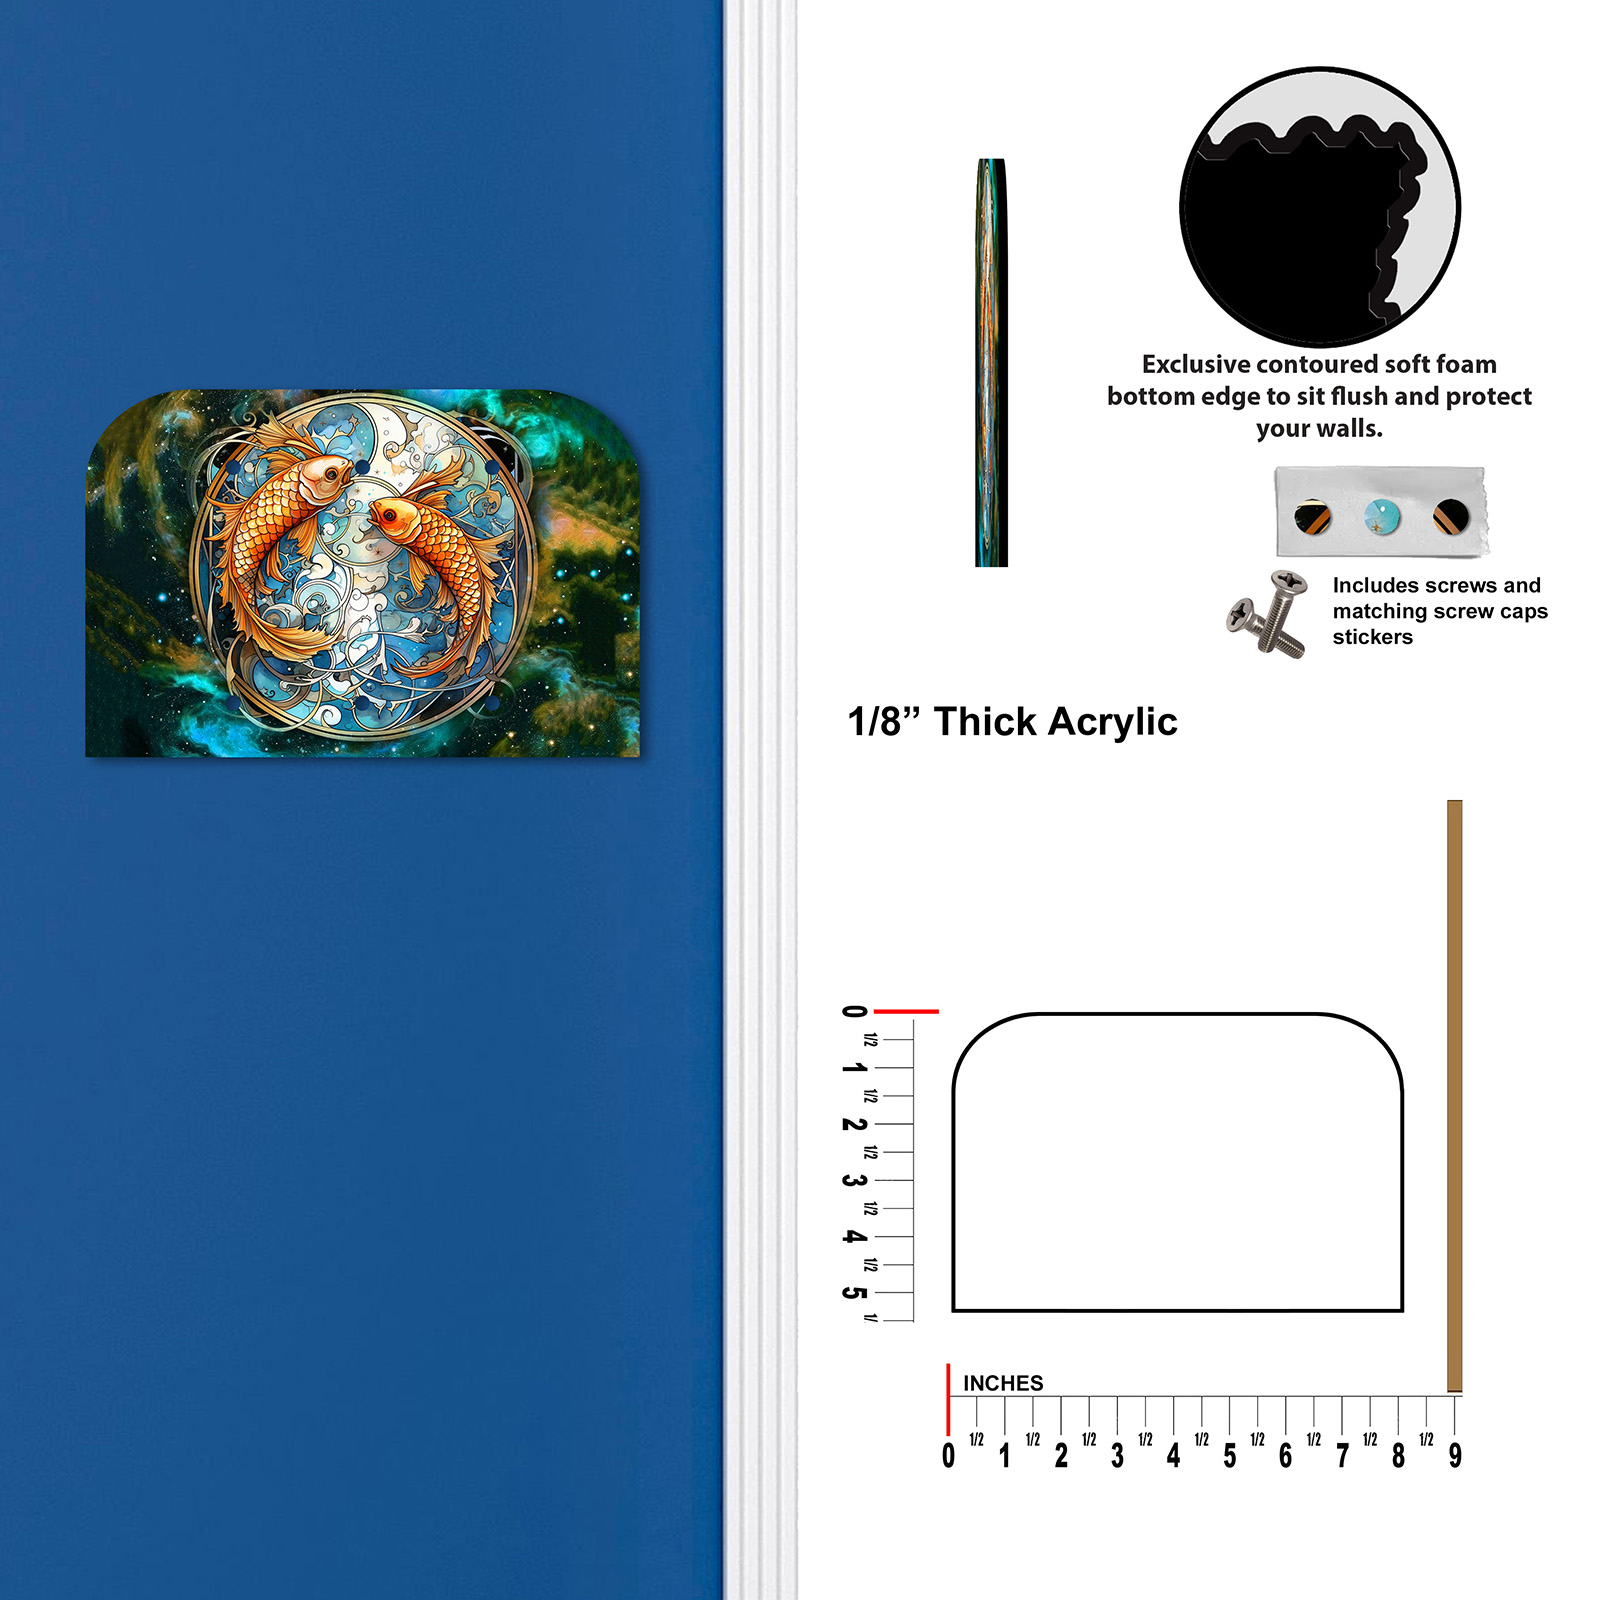 Exclusive contoured soft foam
bottom edge to sit flush and protect
your walls.
Includes screws and
matching screw caps
stickers
1/8” Thick Acrylic
0
1/2
1
1/2
2
1/2
3
1/2
4
1/2
5
1/
INCHES
0 1/2 1 1/2 2 1/2 3 1/2 4 1/2 5 1/2 6 1/2 7 1/2 8 1/2 9